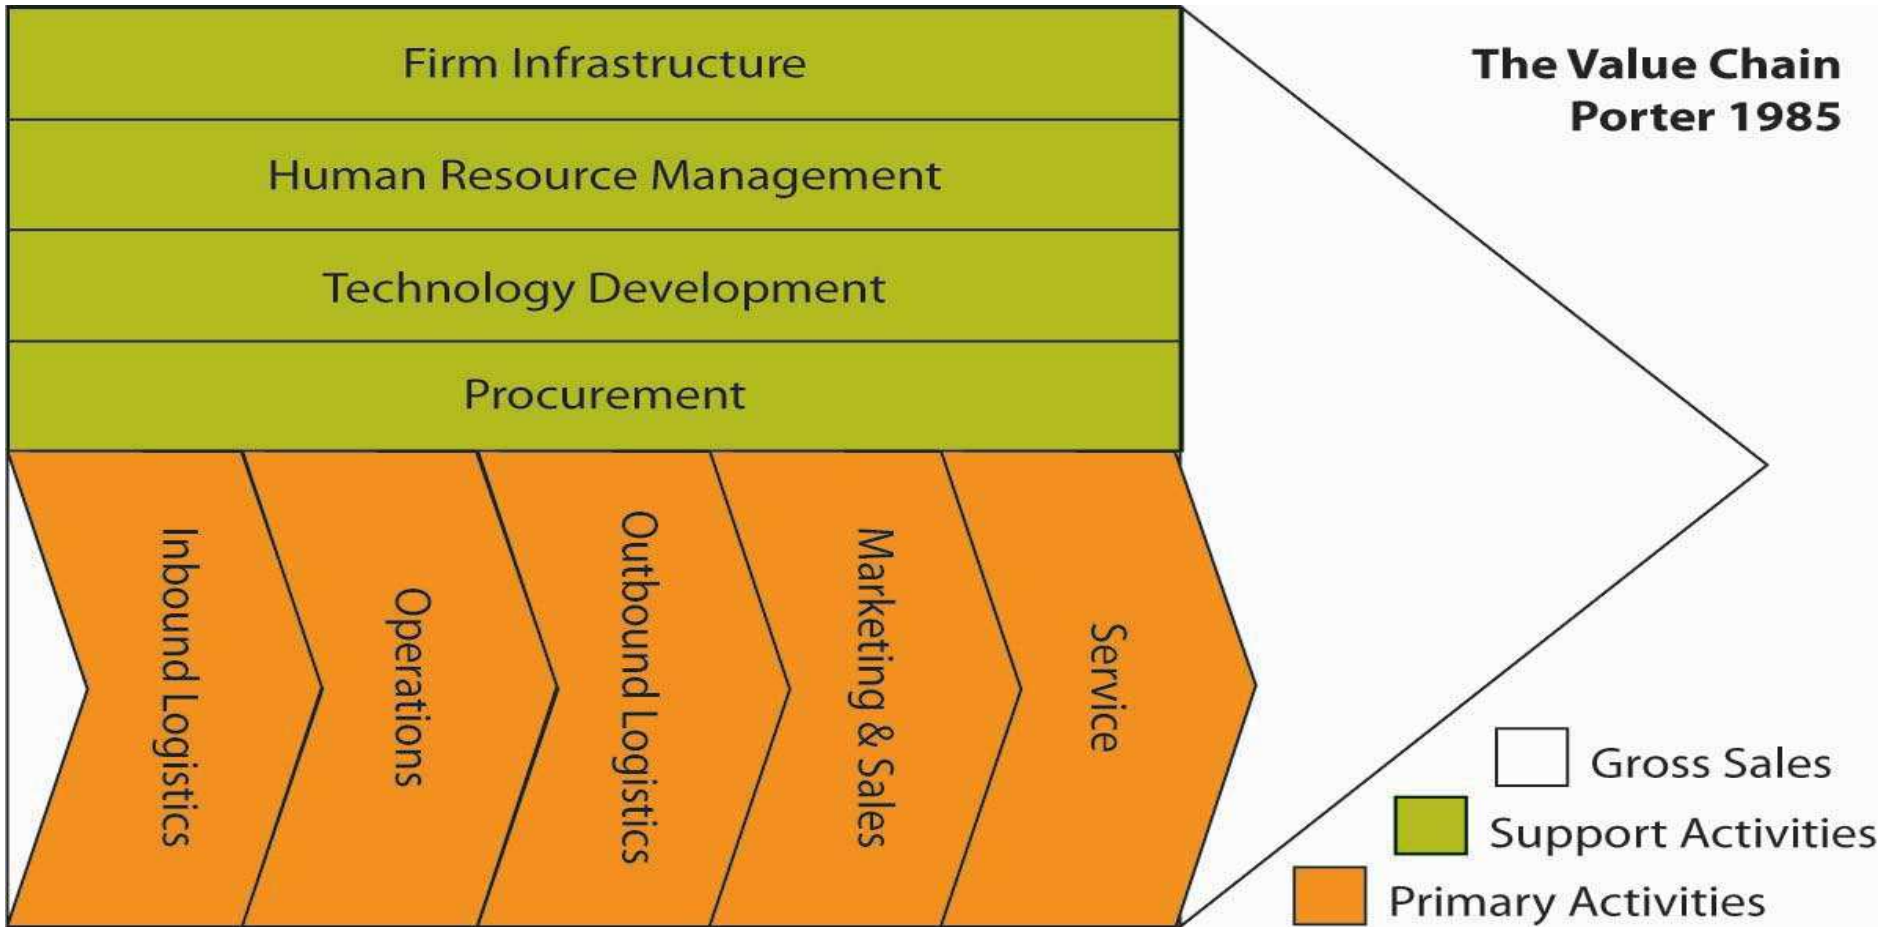 Firm Infrastructure
The Value Chain
Porter 1985
Human Resource Management
Technology Development
Procurement
Inbound Logistics
Operations
Outbound Logistics
Marketing & Sales
Service
Gross Sales
Support Activities
Primary Activities